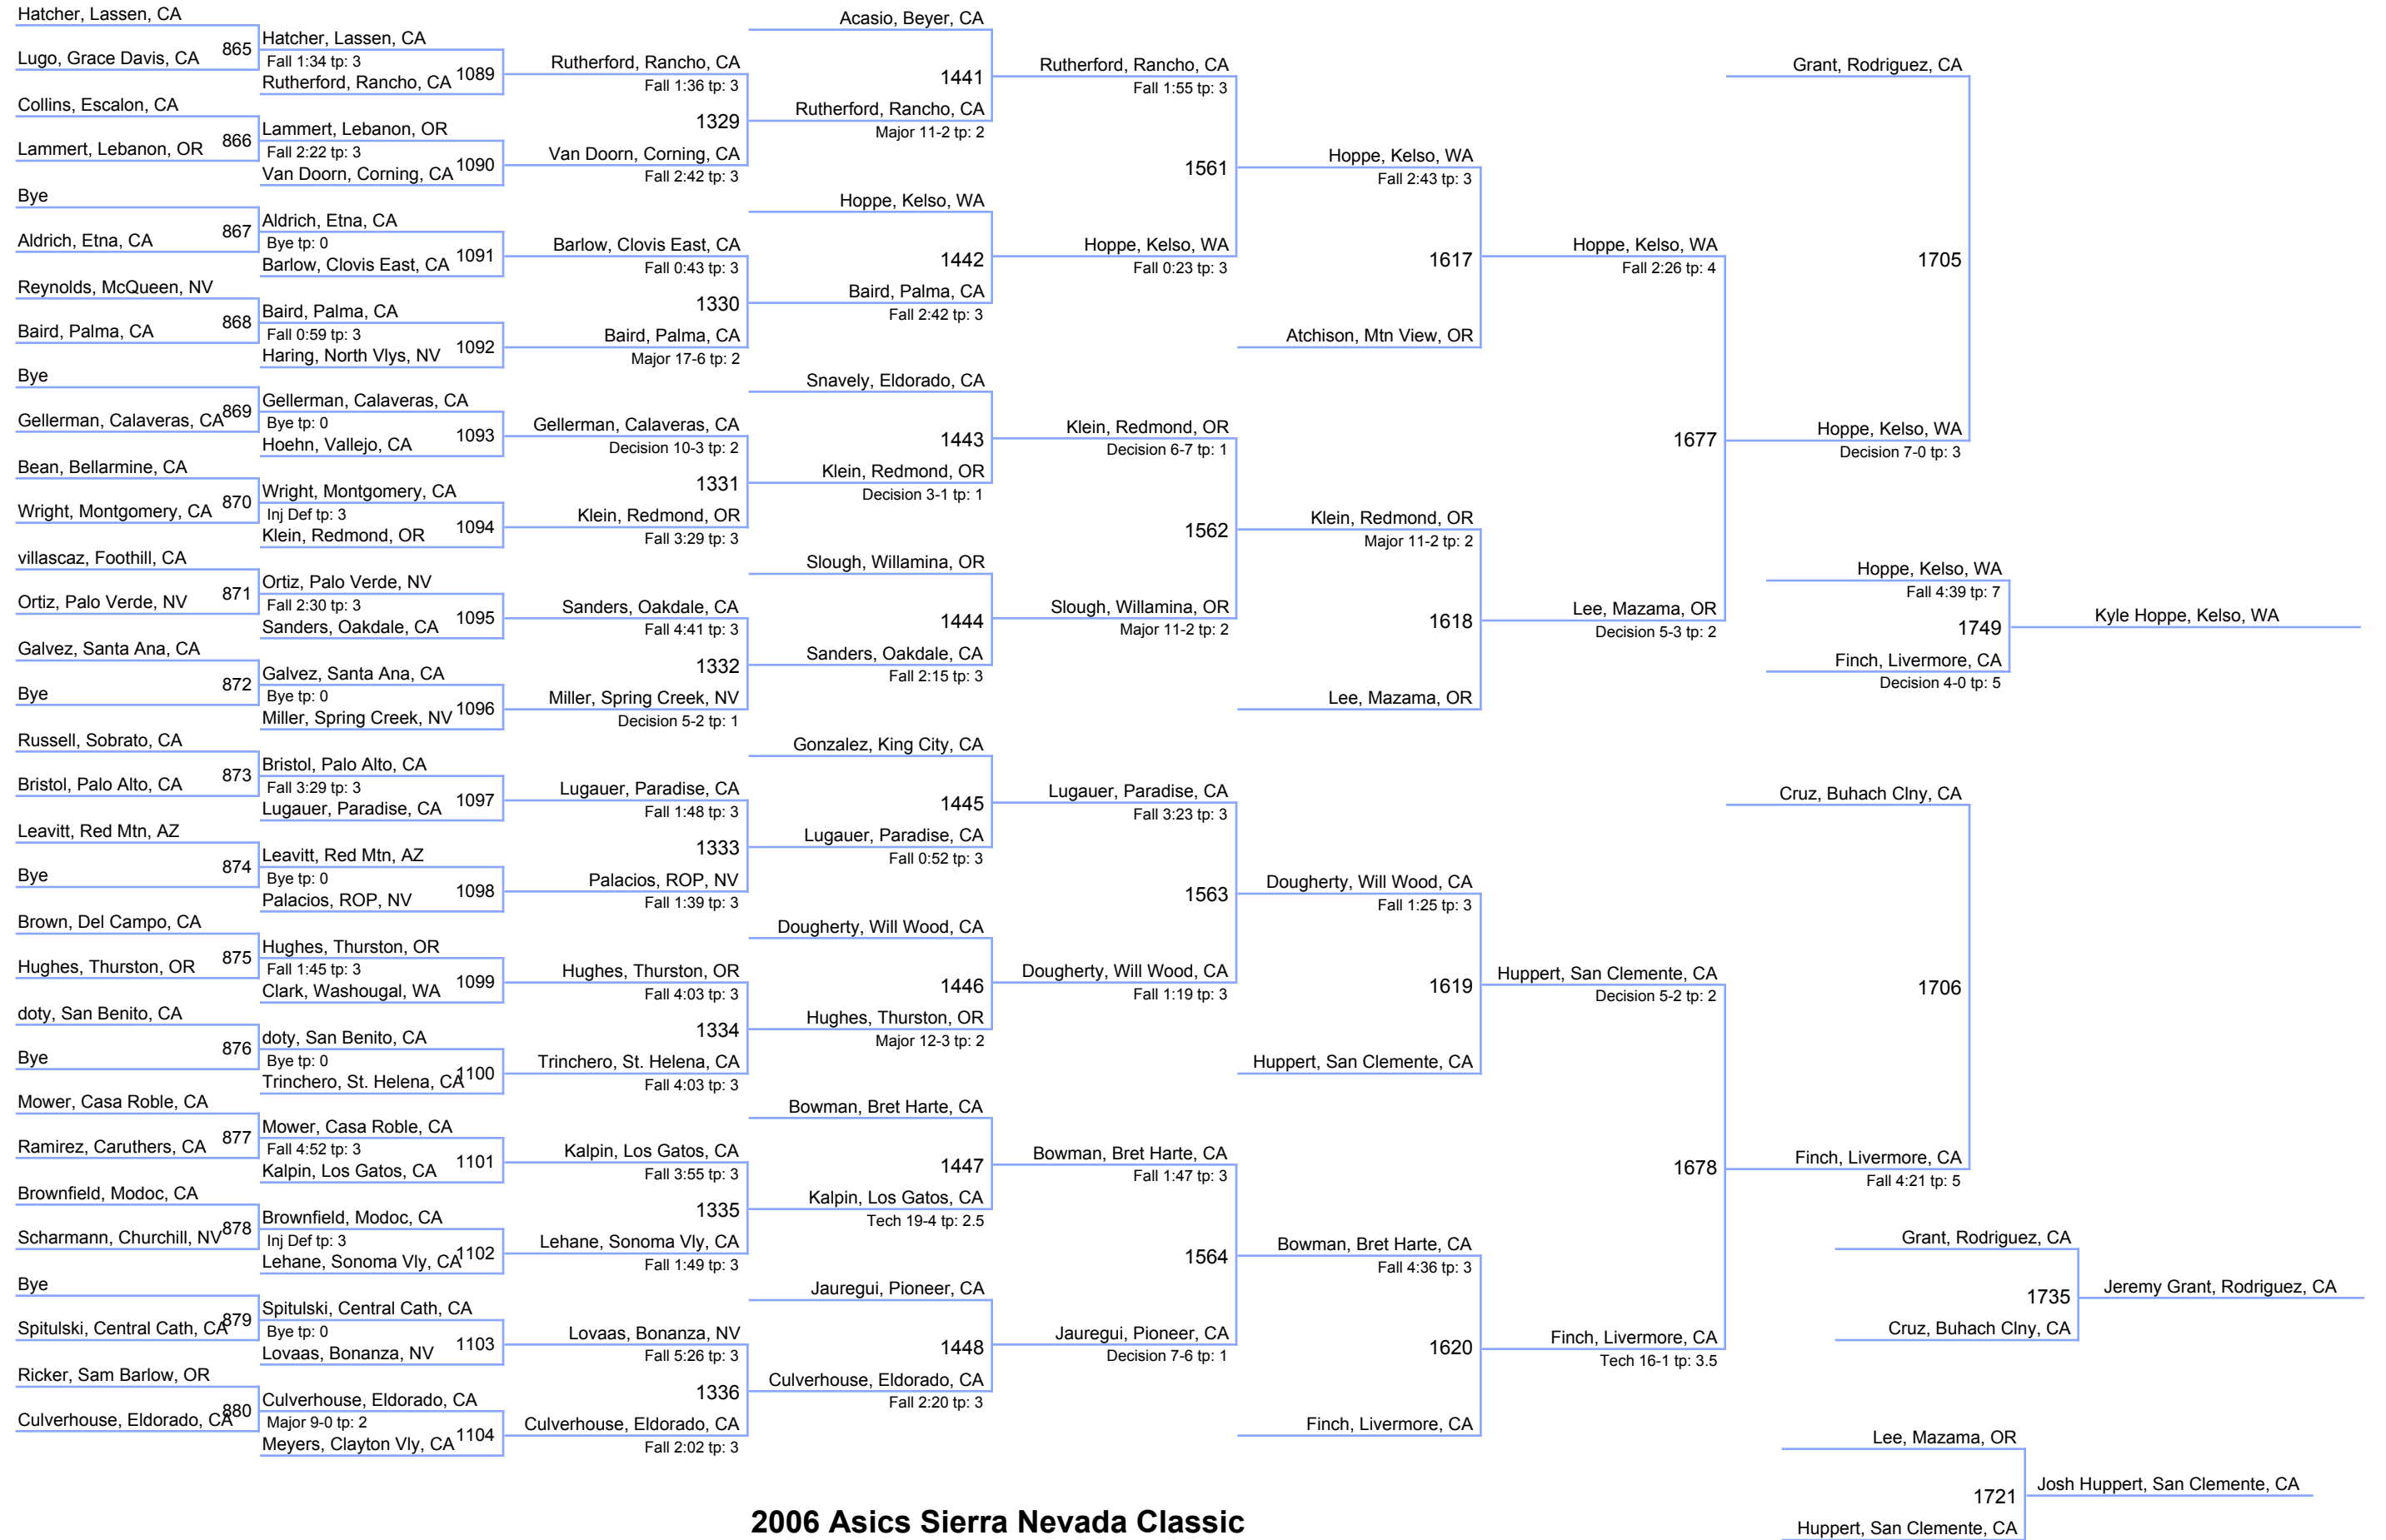 Hatcher, Lassen, CA
865
Lugo, Grace Davis, CA
Collins, Escalon, CA
866
Lammert, Lebanon, OR
Bye
867
Aldrich, Etna, CA
Reynolds, McQueen, NV
868
Baird, Palma, CA
Bye
869
Gellerman, Calaveras, CA
Bean, Bellarmine, CA
870
Wright, Montgomery, CA
villascaz, Foothill, CA
871
Ortiz, Palo Verde, NV
Galvez, Santa Ana, CA
872
Bye
Russell, Sobrato, CA
873
Bristol, Palo Alto, CA
Leavitt, Red Mtn, AZ
874
Bye
Brown, Del Campo, CA
875
Hughes, Thurston, OR
doty, San Benito, CA
876
Bye
Mower, Casa Roble, CA
877
Ramirez, Caruthers, CA
Brownfield, Modoc, CA
878
Scharmann, Churchill, NV
Bye
879
Spitulski, Central Cath, CA
Ricker, Sam Barlow, OR
880
Culverhouse, Eldorado, CA
Hatcher, Lassen, CA
Fall 1:34 tp: 3
1089
Rutherford, Rancho, CA
Lammert, Lebanon, OR
Fall 2:22 tp: 3
1090
Van Doorn, Corning, CA
Aldrich, Etna, CA
Bye tp: 0
1091
Barlow, Clovis East, CA
Baird, Palma, CA
Fall 0:59 tp: 3
1092
Haring, North Vlys, NV
Gellerman, Calaveras, CA
Bye tp: 0
1093
Hoehn, Vallejo, CA
Wright, Montgomery, CA
Inj Def tp: 3
1094
Klein, Redmond, OR
Ortiz, Palo Verde, NV
Fall 2:30 tp: 3
1095
Sanders, Oakdale, CA
Galvez, Santa Ana, CA
Bye tp: 0
1096
Miller, Spring Creek, NV
Bristol, Palo Alto, CA
Fall 3:29 tp: 3
1097
Lugauer, Paradise, CA
Leavitt, Red Mtn, AZ
Bye tp: 0
1098
Palacios, ROP, NV
Hughes, Thurston, OR
Fall 1:45 tp: 3
1099
Clark, Washougal, WA
doty, San Benito, CA
Bye tp: 0
1100
Trinchero, St. Helena, CA
Mower, Casa Roble, CA
Fall 4:52 tp: 3
1101
Kalpin, Los Gatos, CA
Brownfield, Modoc, CA
Inj Def tp: 3
1102
Lehane, Sonoma Vly, CA
Spitulski, Central Cath, CA
Bye tp: 0
1103
Lovaas, Bonanza, NV
Culverhouse, Eldorado, CA
Major 9-0 tp: 2
1104
Meyers, Clayton Vly, CA
Rutherford, Rancho, CA
Fall 1:36 tp: 3
1329
Van Doorn, Corning, CA
Fall 2:42 tp: 3
Barlow, Clovis East, CA
Fall 0:43 tp: 3
1330
Baird, Palma, CA
Major 17-6 tp: 2
Gellerman, Calaveras, CA
Decision 10-3 tp: 2
1331
Klein, Redmond, OR
Fall 3:29 tp: 3
Sanders, Oakdale, CA
Fall 4:41 tp: 3
1332
Miller, Spring Creek, NV
Decision 5-2 tp: 1
Lugauer, Paradise, CA
Fall 1:48 tp: 3
1333
Palacios, ROP, NV
Fall 1:39 tp: 3
Hughes, Thurston, OR
Fall 4:03 tp: 3
1334
Trinchero, St. Helena, CA
Fall 4:03 tp: 3
Kalpin, Los Gatos, CA
Fall 3:55 tp: 3
1335
Lehane, Sonoma Vly, CA
Fall 1:49 tp: 3
Lovaas, Bonanza, NV
Fall 5:26 tp: 3
1336
Culverhouse, Eldorado, CA
Fall 2:02 tp: 3
Acasio, Beyer, CA
1441
Rutherford, Rancho, CA
Major 11-2 tp: 2
Hoppe, Kelso, WA
1442
Baird, Palma, CA
Fall 2:42 tp: 3
Snavely, Eldorado, CA
1443
Klein, Redmond, OR
Decision 3-1 tp: 1
Slough, Willamina, OR
1444
Sanders, Oakdale, CA
Fall 2:15 tp: 3
Gonzalez, King City, CA
1445
Lugauer, Paradise, CA
Fall 0:52 tp: 3
Dougherty, Will Wood, CA
1446
Hughes, Thurston, OR
Major 12-3 tp: 2
Bowman, Bret Harte, CA
1447
Kalpin, Los Gatos, CA
Tech 19-4 tp: 2.5
Jauregui, Pioneer, CA
1448
Culverhouse, Eldorado, CA
Fall 2:20 tp: 3
Rutherford, Rancho, CA
Fall 1:55 tp: 3
1561
Hoppe, Kelso, WA
Fall 0:23 tp: 3
Klein, Redmond, OR
Decision 6-7 tp: 1
1562
Slough, Willamina, OR
Major 11-2 tp: 2
Lugauer, Paradise, CA
Fall 3:23 tp: 3
1563
Dougherty, Will Wood, CA
Fall 1:19 tp: 3
Bowman, Bret Harte, CA
Fall 1:47 tp: 3
1564
Jauregui, Pioneer, CA
Decision 7-6 tp: 1
Hoppe, Kelso, WA
Fall 2:43 tp: 3
1617
Atchison, Mtn View, OR
Klein, Redmond, OR
Major 11-2 tp: 2
1618
Lee, Mazama, OR
Dougherty, Will Wood, CA
Fall 1:25 tp: 3
1619
Huppert, San Clemente, CA
Bowman, Bret Harte, CA
Fall 4:36 tp: 3
1620
Finch, Livermore, CA
Hoppe, Kelso, WA
Fall 2:26 tp: 4
1677
Lee, Mazama, OR
Decision 5-3 tp: 2
Huppert, San Clemente, CA
Decision 5-2 tp: 2
1678
Finch, Livermore, CA
Tech 16-1 tp: 3.5
Grant, Rodriguez, CA
1705
Hoppe, Kelso, WA
Decision 7-0 tp: 3
Hoppe, Kelso, WA
Fall 4:39 tp: 7
1749
Kyle Hoppe, Kelso, WA
Finch, Livermore, CA
Decision 4-0 tp: 5
Cruz, Buhach Clny, CA
1706
Finch, Livermore, CA
Fall 4:21 tp: 5
Grant, Rodriguez, CA
1735
Jeremy Grant, Rodriguez, CA
Cruz, Buhach Clny, CA
Lee, Mazama, OR
1721
Josh Huppert, San Clemente, CA
Huppert, San Clemente, CA
2006 Asics Sierra Nevada Classic